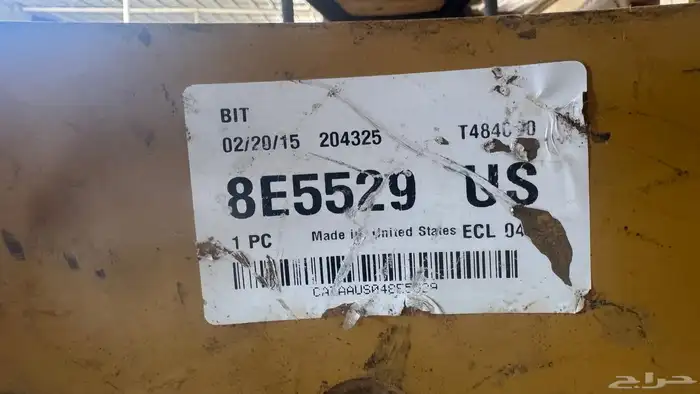 BIT
02/20/15 204325
8E5529 US
1 PC Made in United States ECL 04
حراج